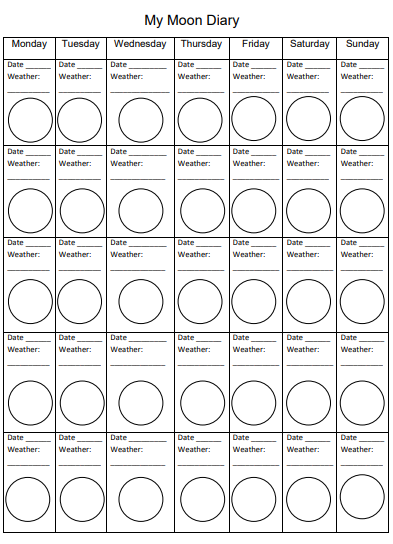 My Moon Diary
Monday Tuesday Wednesday Thursday Friday Saturday Sunday
Date ______ Date ______ Date ______ Date ______ Date ______ Date ______ Date ______
Weather: Weather: Weather: Weather: Weather: Weather: Weather:
Date ______ Date ______ Date ______ Date ______ Date ______ Date ______ Date ______
Weather: Weather: Weather: Weather: Weather: Weather: Weather:
Date ______ Date ______ Date ______ Date ______ Date ______ Date ______ Date ______
Weather: Weather: Weather: Weather: Weather: Weather: Weather:
Date ______ Date ______ Date ______ Date ______ Date ______ Date ______ Date ______
Weather: Weather: Weather: Weather: Weather: Weather: Weather:
Date ______ Date ______ Date ______ Date ______ Date ______ Date ______ Date ______
Weather: Weather: Weather: Weather: Weather: Weather: Weather: